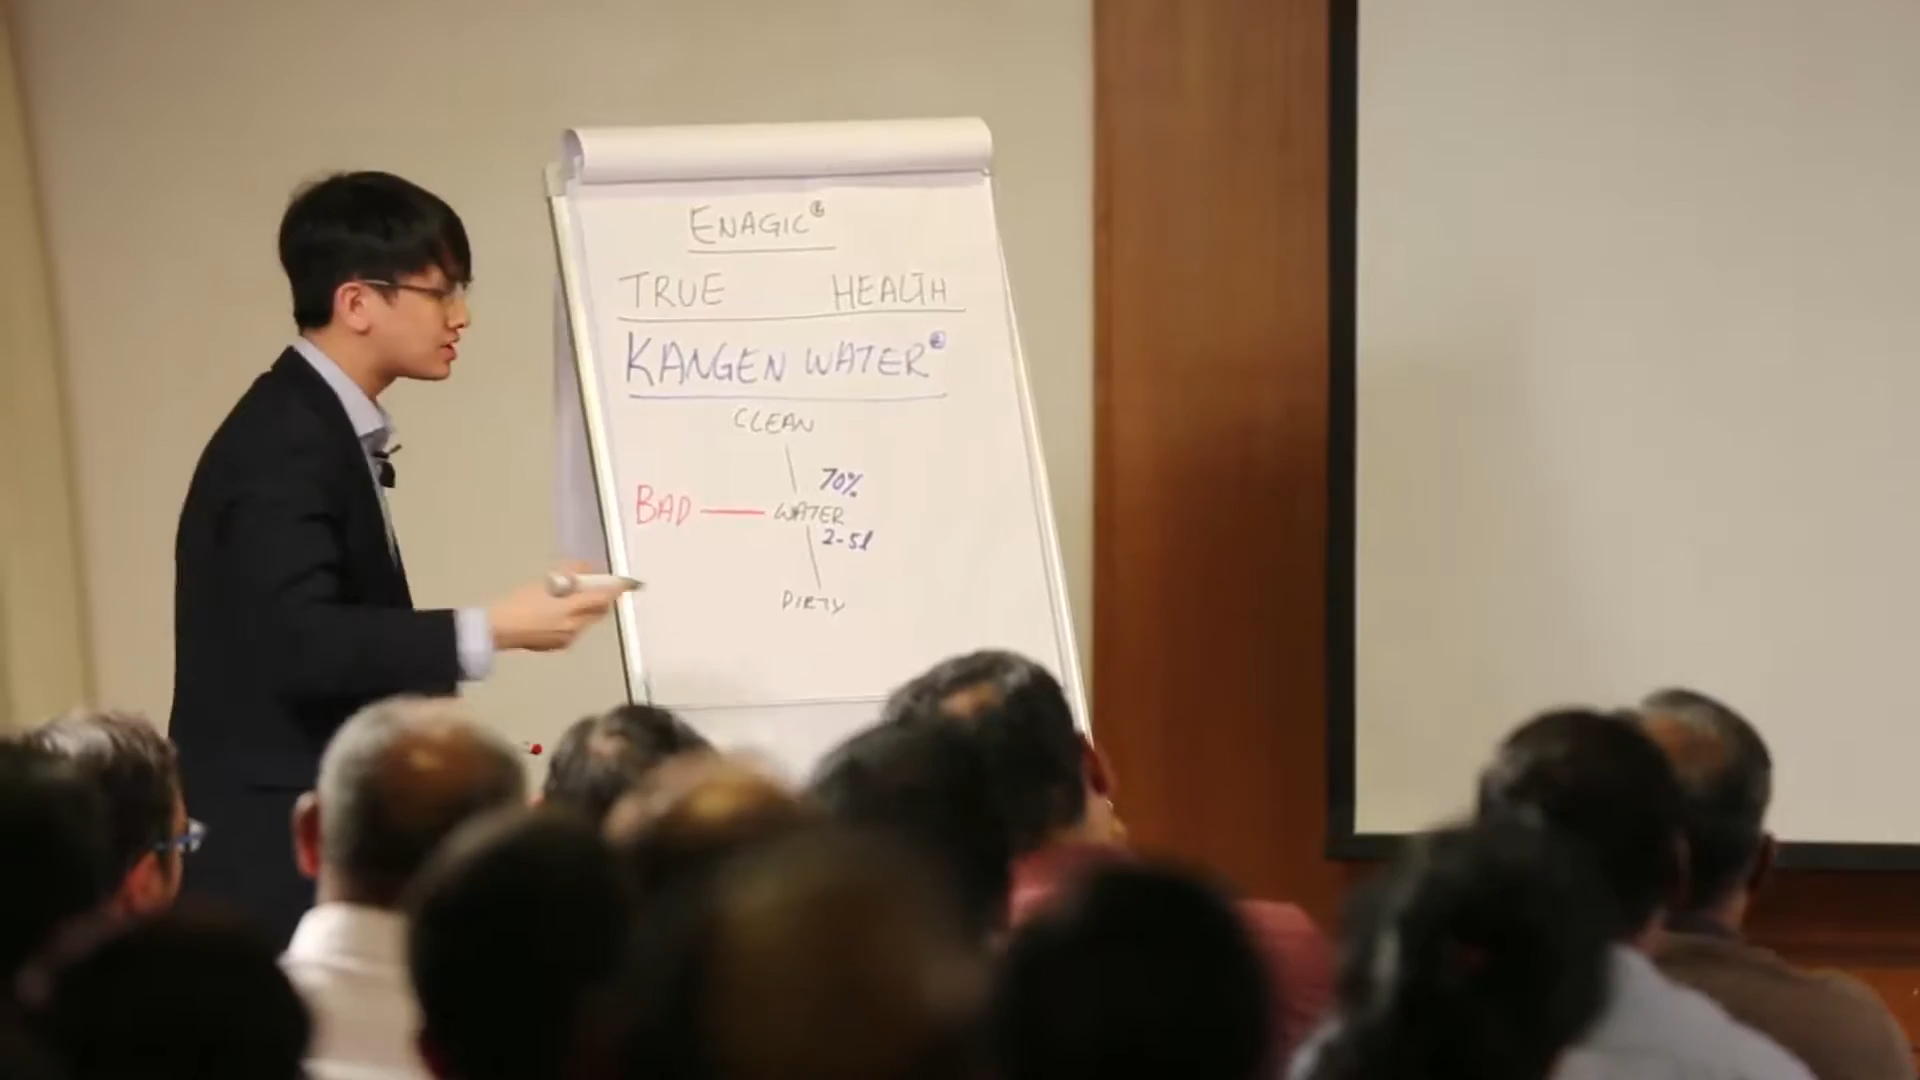 ENAGIC®
TRUE HEALTH
KANGEN WATER®
CLEAN
70%
BAD — WATER
2-5l
DIRTY